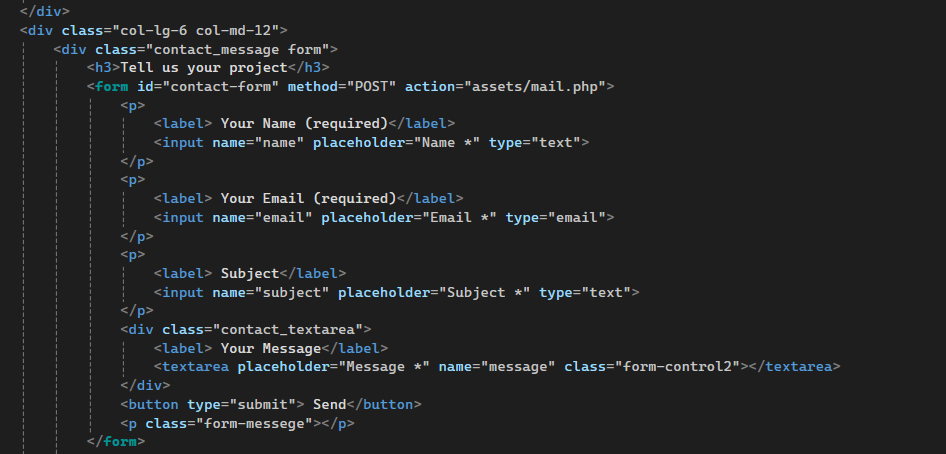 </div>
<div class="col-lg-6 col-md-12">
<div class="contact_message form">
<h3>Tell us your project</h3>
<form id="contact-form" method="POST" action="assets/mail.php">
<p>
<label> Your Name (required)</label>
<input name="name" placeholder="Name *" type="text">
</p>
<p>
<label> Your Email (required)</label>
<input name="email" placeholder="Email *" type="email">
</p>
<p>
<label> Subject</label>
<input name="subject" placeholder="Subject *" type="text">
</p>
<div class="contact_textarea">
<label> Your Message</label>
<textarea placeholder="Message *" name="message" class="form-control2"></textarea>
</div>
<button type="submit"> Send</button>
<p class="form-messege"></p>
</form>